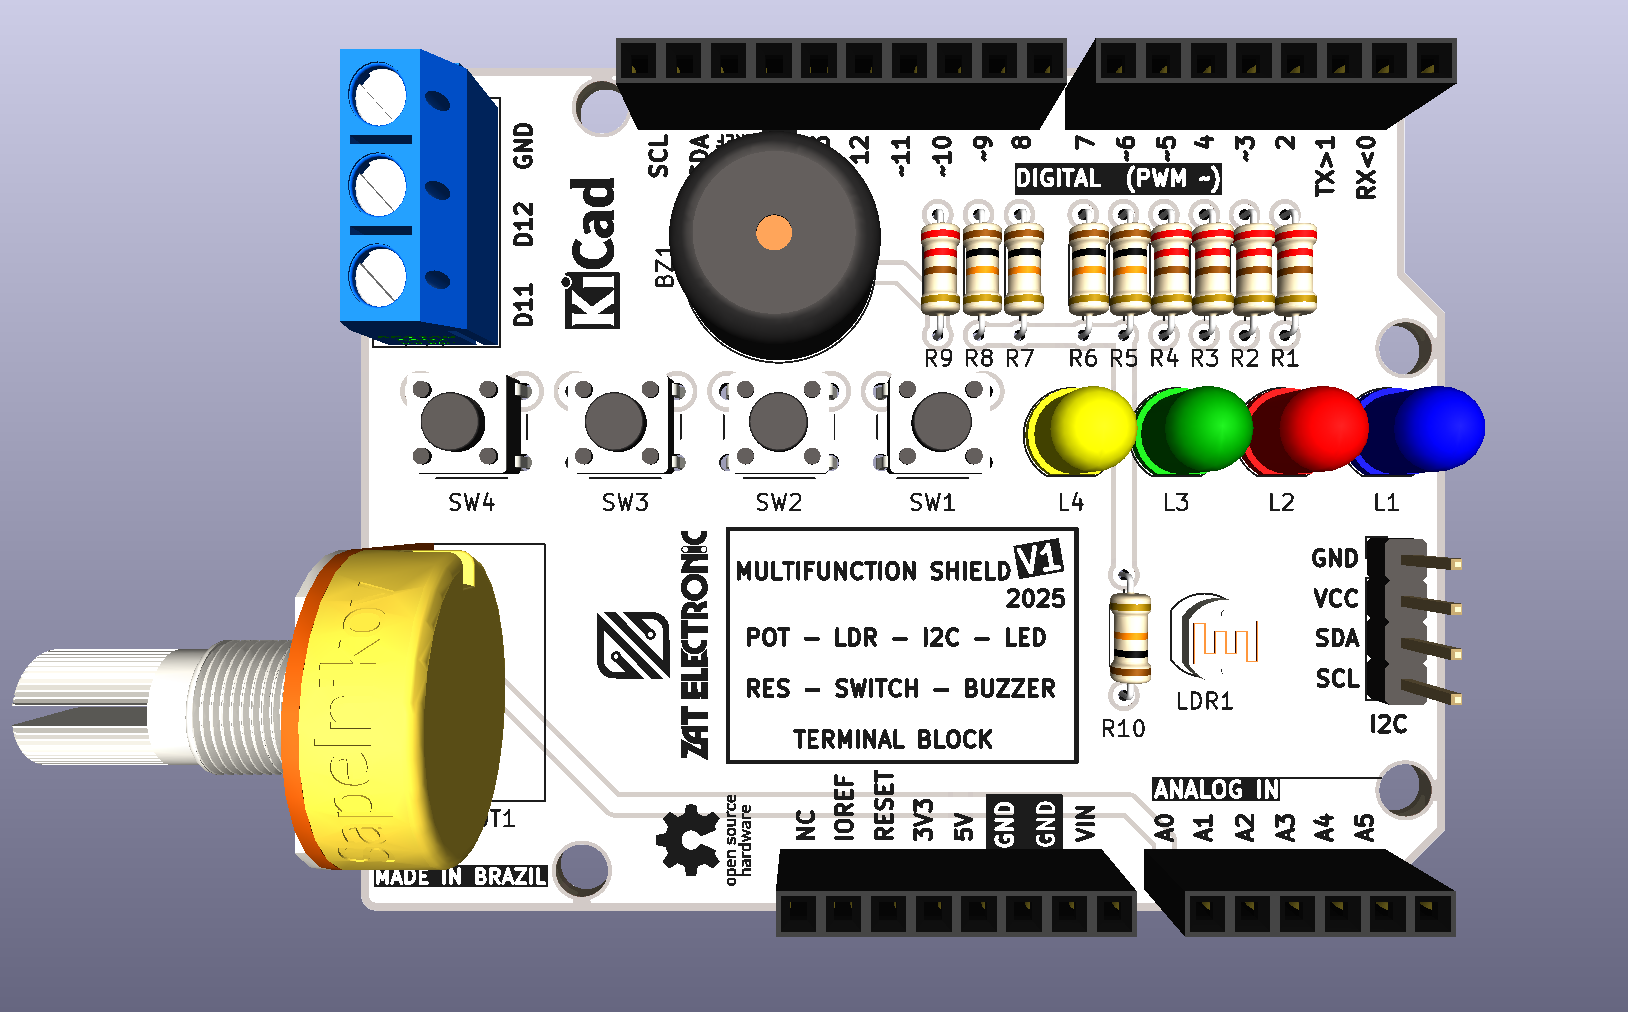 GND
D12
D11
KiCad
BZ1
SCL
SDA
12
~11
~10
~9
8
7
~6
~5
4
~3
2
TX>1
RX<0
DIGITAL (PWM ~)
R9 R8 R7 R6 R5 R4 R3 R2 R1
SW4 SW3 SW2 SW1 L4 L3 L2 L1
ZAT ELECTRONIC
MULTIFUNCTION SHIELD V1
2025
POT - LDR - I2C - LED
RES - SWITCH - BUZZER
TERMINAL BLOCK
R10
LDR1
GND
VCC
SDA
SCL
I2C
ANALOG IN
open source
hardware
NC
IOREF
RESET
3V3
5V
GND
GND
VIN
A0
A1
A2
A3
A4
A5
MADE IN BRAZIL